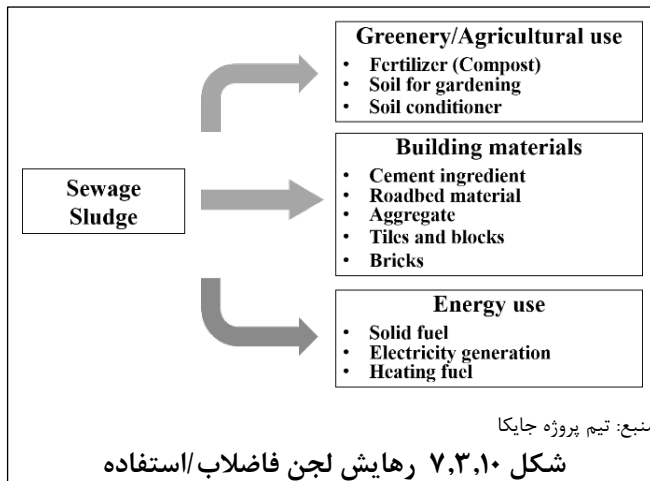 Greenery/Agricultural use
• Fertilizer (Compost)
• Soil for gardening
• Soil conditioner
Building materials
• Cement ingredient
• Roadbed material
• Aggregate
• Tiles and blocks
• Bricks
Sewage
Sludge
Energy use
• Solid fuel
• Electricity generation
• Heating fuel
منبع: تیم پروژه جایکا
شکل ۷,۳,۱۰ رهایش لجن فاضلاب/استفاده